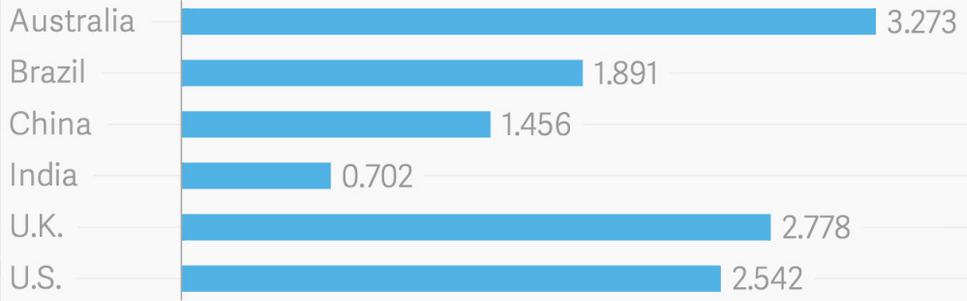 Australia 3.273
Brazil 1.891
China 1.456
India 0.702
U.K. 2.778
U.S. 2.542